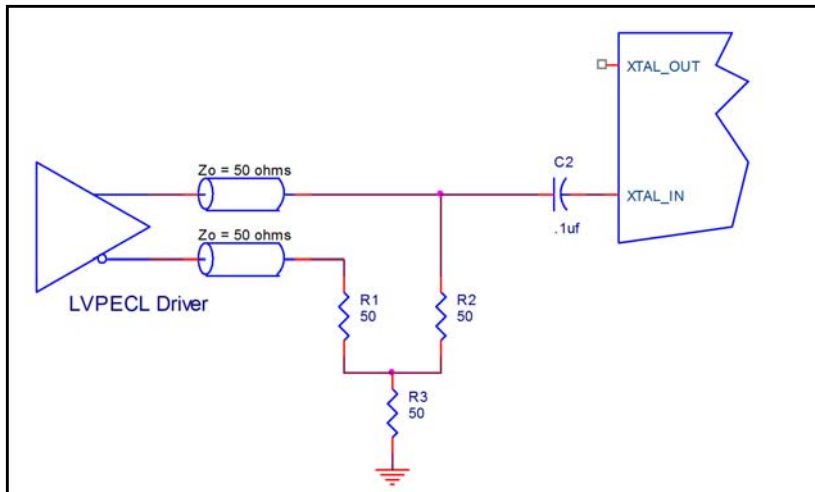 XTAL_OUT
Zo = 50 ohms
C2
XTAL_IN
.1uf
Zo = 50 ohms
LVPECL Driver
R1
50
R2
50
R3
50